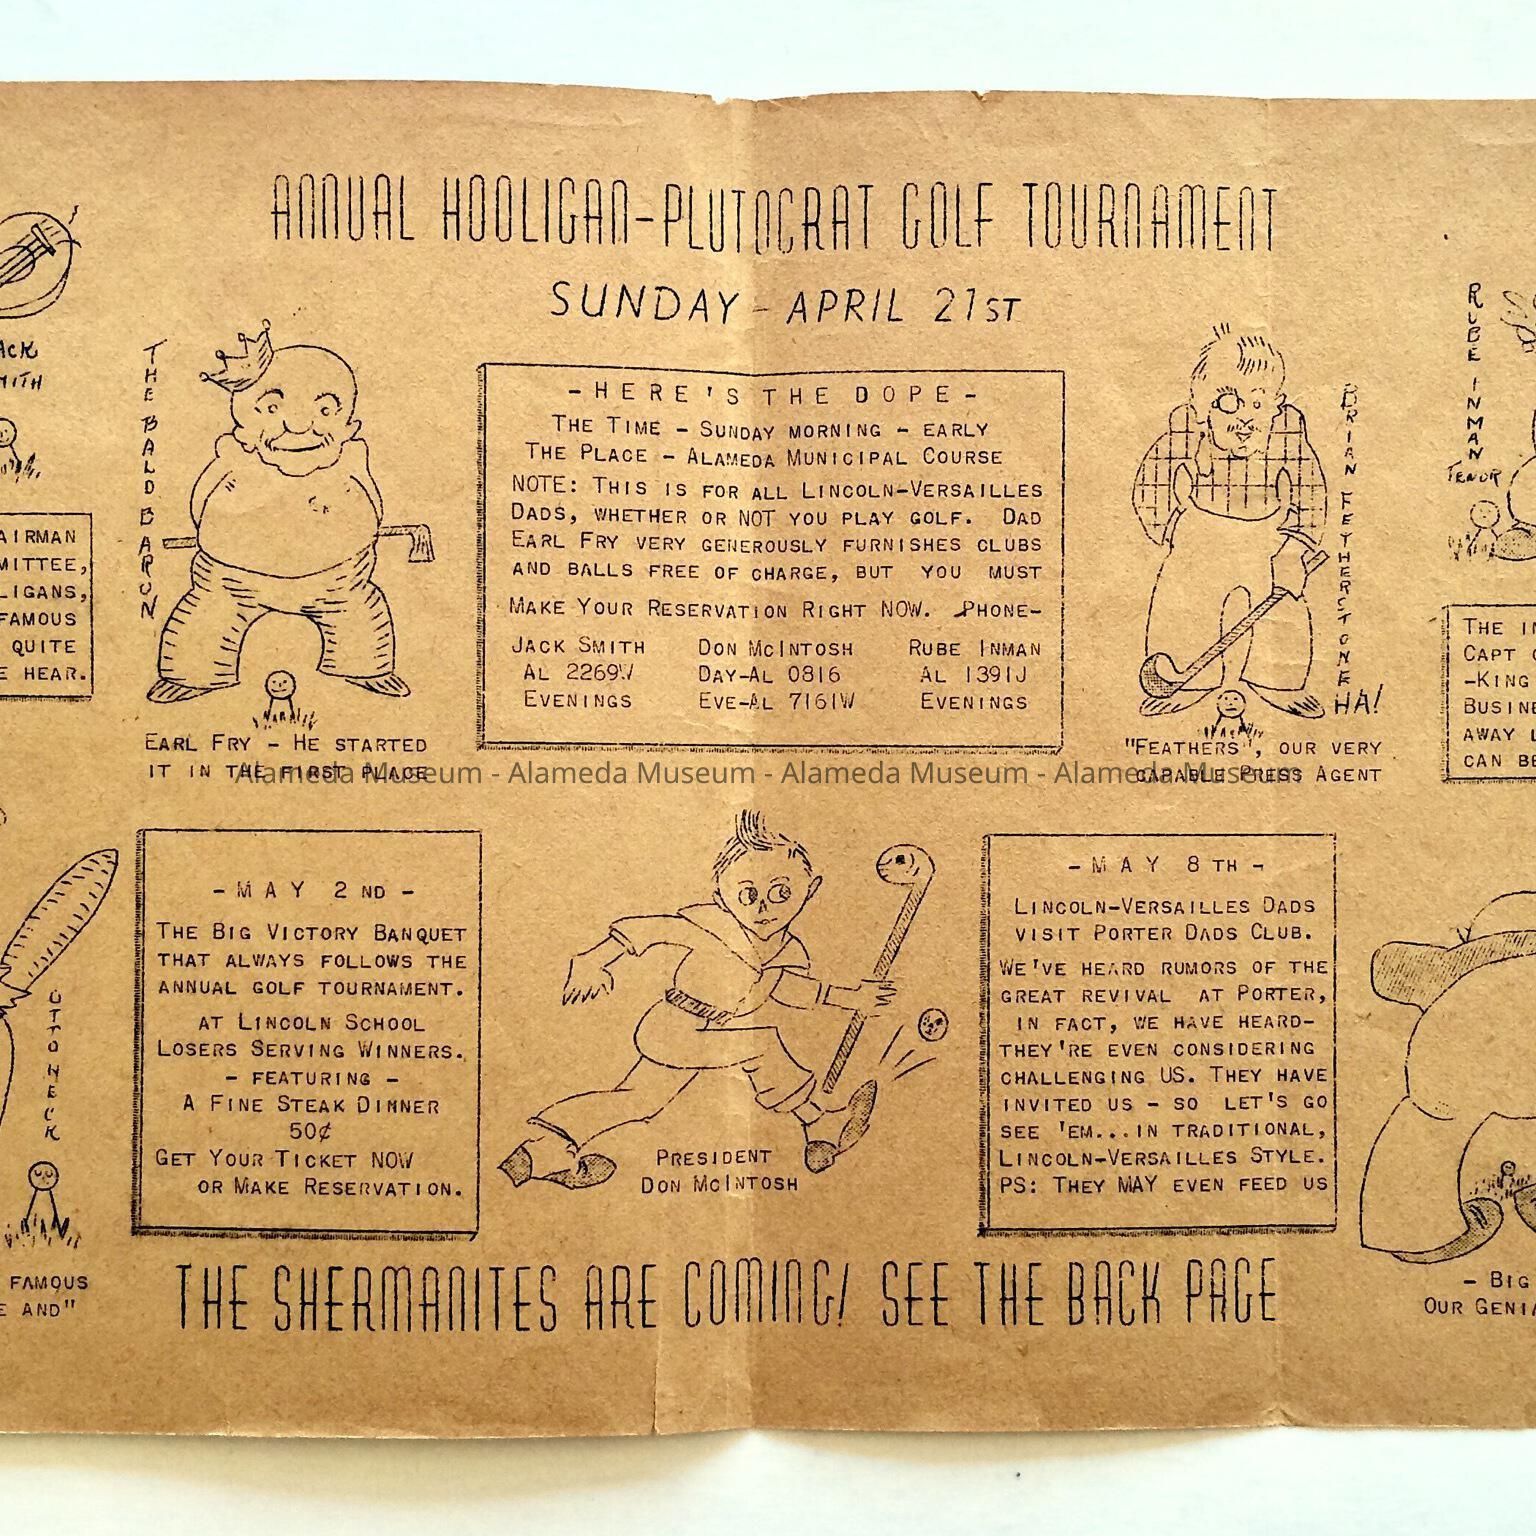 ANNUAL HOOLIGAN-PLUTOCRAT GOLF TOURNAMENT
SUNDAY - APRIL 21ST
ACK
MITH
AIRMAN
MITTEE,
LIGANS,
FAMOUS
QUITE
E HEAR.
THE BALD BARON
EARL FRY - HE STARTED
IT IN THE FIRST PLACE
-HERE'S THE DOPE-
THE TIME - SUNDAY MORNING - EARLY
THE PLACE - ALAMEDA MUNICIPAL COURSE
NOTE: THIS IS FOR ALL LINCOLN-VERSAILLES
DADS, WHETHER OR NOT YOU PLAY GOLF. DAD
EARL FRY VERY GENEROUSLY FURNISHES CLUBS
AND BALLS FREE OF CHARGE, BUT YOU MUST
MAKE YOUR RESERVATION RIGHT NOW. PHONE-
JACK SMITH DON MCINTOSH RUBE INMAN
AL 2269W DAY-AL 0816 AL 1391J
EVENINGS EVE-AL 7161W EVENINGS
BRIAN FETHERSTONE
HA!
"FEATHERS", OUR VERY
CAPABLE PRESS AGENT
RUBE INMAN
TENOR
THE IN
CAPT
-KING
BUSINE
AWAY
CAN BE
Alameda Museum - Alameda Museum - Alameda Museum - Alameda Museum
OTTO HECK
FAMOUS
E AND"
-MAY 2ND-
THE BIG VICTORY BANQUET
THAT ALWAYS FOLLOWS THE
ANNUAL GOLF TOURNAMENT.
AT LINCOLN SCHOOL
LOSERS SERVING WINNERS.
- FEATURING -
A FINE STEAK DINNER
50¢
GET YOUR TICKET NOW
OR MAKE RESERVATION.
PRESIDENT
DON MCINTOSH
-MAY 8TH-
LINCOLN-VERSAILLES DADS
VISIT PORTER DADS CLUB.
WE'VE HEARD RUMORS OF THE
GREAT REVIVAL AT PORTER,
IN FACT, WE HAVE HEARD-
THEY'RE EVEN CONSIDERING
CHALLENGING US. THEY HAVE
INVITED US - SO LET'S GO
SEE 'EM...IN TRADITIONAL,
LINCOLN-VERSAILLES STYLE.
PS: THEY MAY EVEN FEED US
- BIG
OUR GENIA
THE SHERMANITES ARE COMING! SEE THE BACK PAGE